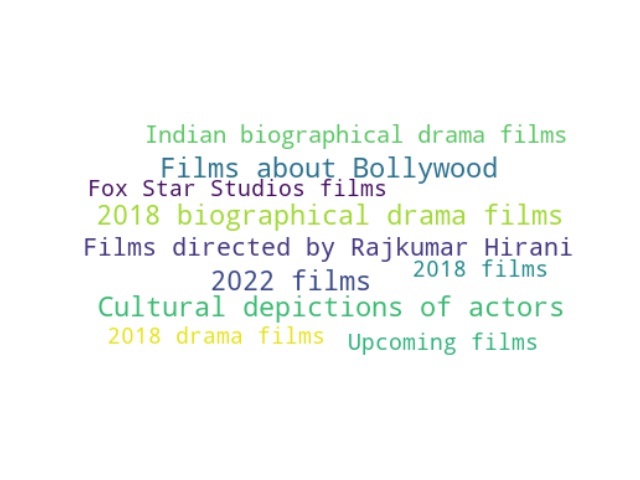 Indian biographical drama films
Films about Bollywood
Fox Star Studios films
2018 biographical drama films
Films directed by Rajkumar Hirani
2018 films
2022 films
Cultural depictions of actors
2018 drama films
Upcoming films